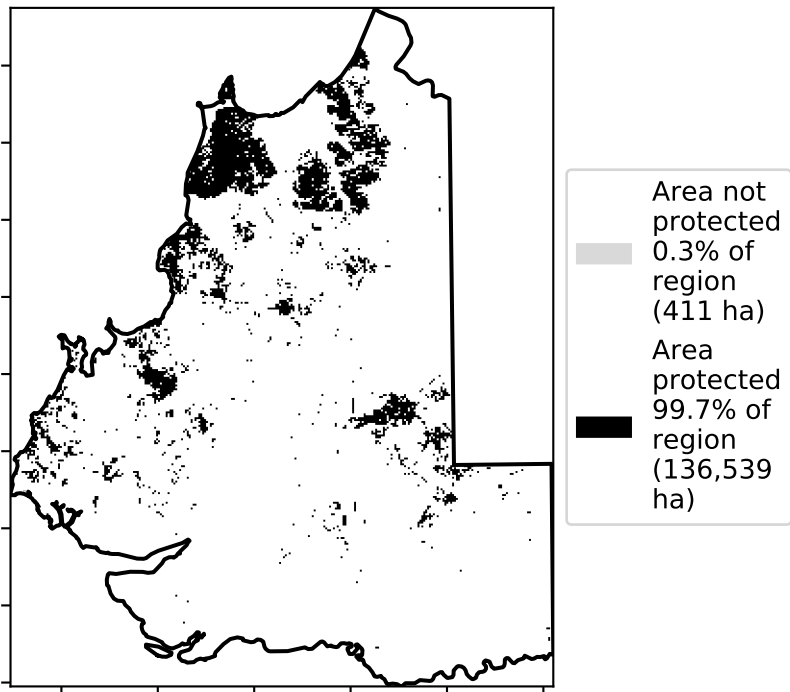 Area not
protected
0.3% of
region
(411 ha)
Area
protected
99.7% of
region
(136,539
ha)